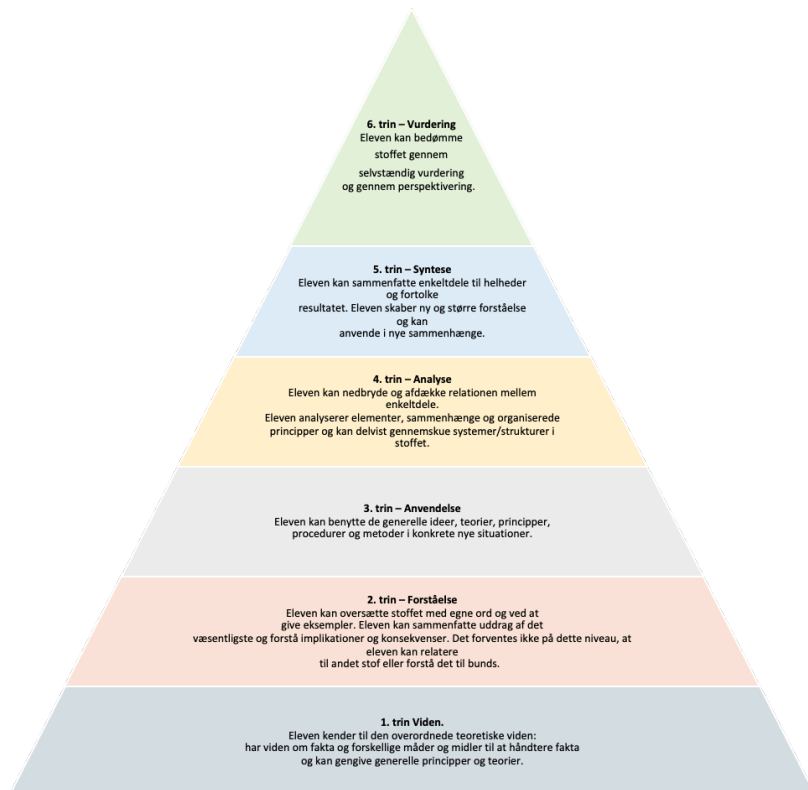 6. trin – Vurdering
Eleven kan bedømme
stoffet gennem
selvstændig vurdering
og gennem perspektivering.
5. trin – Syntese
Eleven kan sammenfatte enkeltdele til helheder
og fortolke
resultatet. Eleven skaber ny og større forståelse
og kan
anvende i nye sammenhænge.
4. trin – Analyse
Eleven kan nedbryde og afdække relationen mellem
enkeltdele.
Eleven analyserer elementer, sammenhænge og organiserede
principper og kan delvist gennemskue systemer/strukturer i
stoffet.
3. trin – Anvendelse
Eleven kan benytte de generelle ideer, teorier, principper,
procedurer og metoder i konkrete nye situationer.
2. trin – Forståelse
Eleven kan oversætte stoffet med egne ord og ved at
give eksempler. Eleven kan sammenfatte uddrag af det
væsentligste og forstå implikationer og konsekvenser. Det forventes ikke på dette niveau, at
eleven kan relatere
til andet stof eller forstå det til bunds.
1. trin Viden.
Eleven kender til den overordnede teoretiske viden:
har viden om fakta og forskellige måder og midler til at håndtere fakta
og kan gengive generelle principper og teorier.